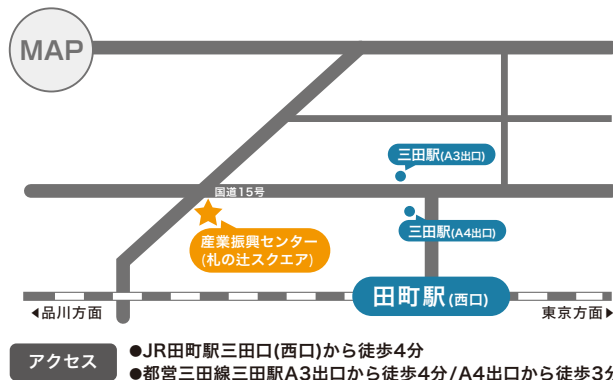 MAP
三田駅(A3出口)
国道15号
三田駅(A4出口)
産業振興センター
(札の辻スクエア)
田町駅(西口)
◀品川方面
東京方面▶
アクセス
●JR田町駅三田口(西口)から徒歩4分
●都営三田線三田駅A3出口から徒歩4分/A4出口から徒歩3分